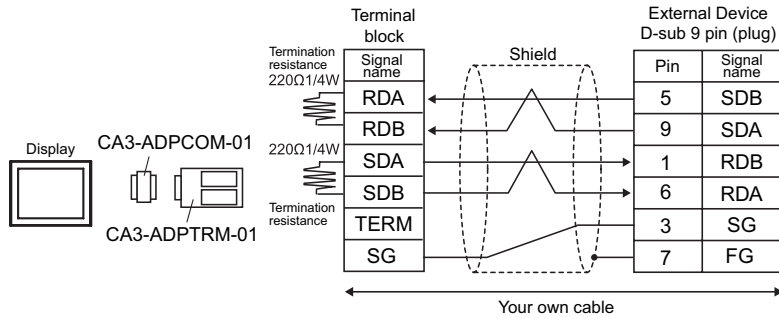 Terminal block
External Device D-sub 9 pin (plug)
Termination resistance
220Ω1/4W
Signal name
Shield
Pin
Signal name
RDA
5
SDB
RDB
9
SDA
Display
CA3-ADPCOM-01
220Ω1/4W
SDA
1
RDB
SDB
6
RDA
Termination resistance
CA3-ADPTRM-01
TERM
3
SG
SG
7
FG
Your own cable